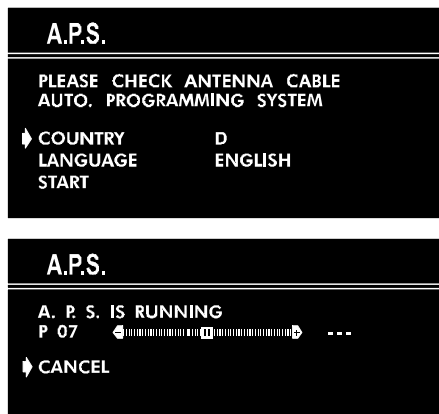 A.P.S.
PLEASE CHECK ANTENNA CABLE
AUTO. PROGRAMMING SYSTEM
COUNTRY D
LANGUAGE ENGLISH
START
A.P.S.
A. P. S. IS RUNNING
P 07 - + ---
CANCEL